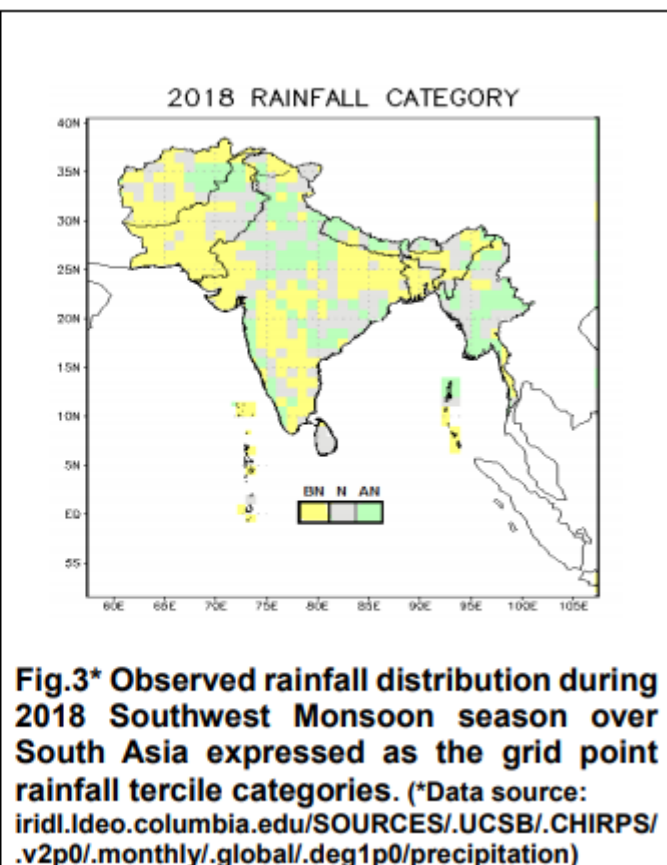 2018 RAINFALL CATEGORY
40N
35N
30N
25N
20N
15N
10N
5N
EQ
5S
BN N AN
60E 65E 70E 75E 80E 85E 90E 95E 100E 105E
Fig.3* Observed rainfall distribution during
2018 Southwest Monsoon season over
South Asia expressed as the grid point
rainfall tercile categories. (*Data source:
iridl.ldeo.columbia.edu/SOURCES/.UCSB/.CHIRPS/
.v2p0/.monthly/.global/.deg1p0/precipitation)